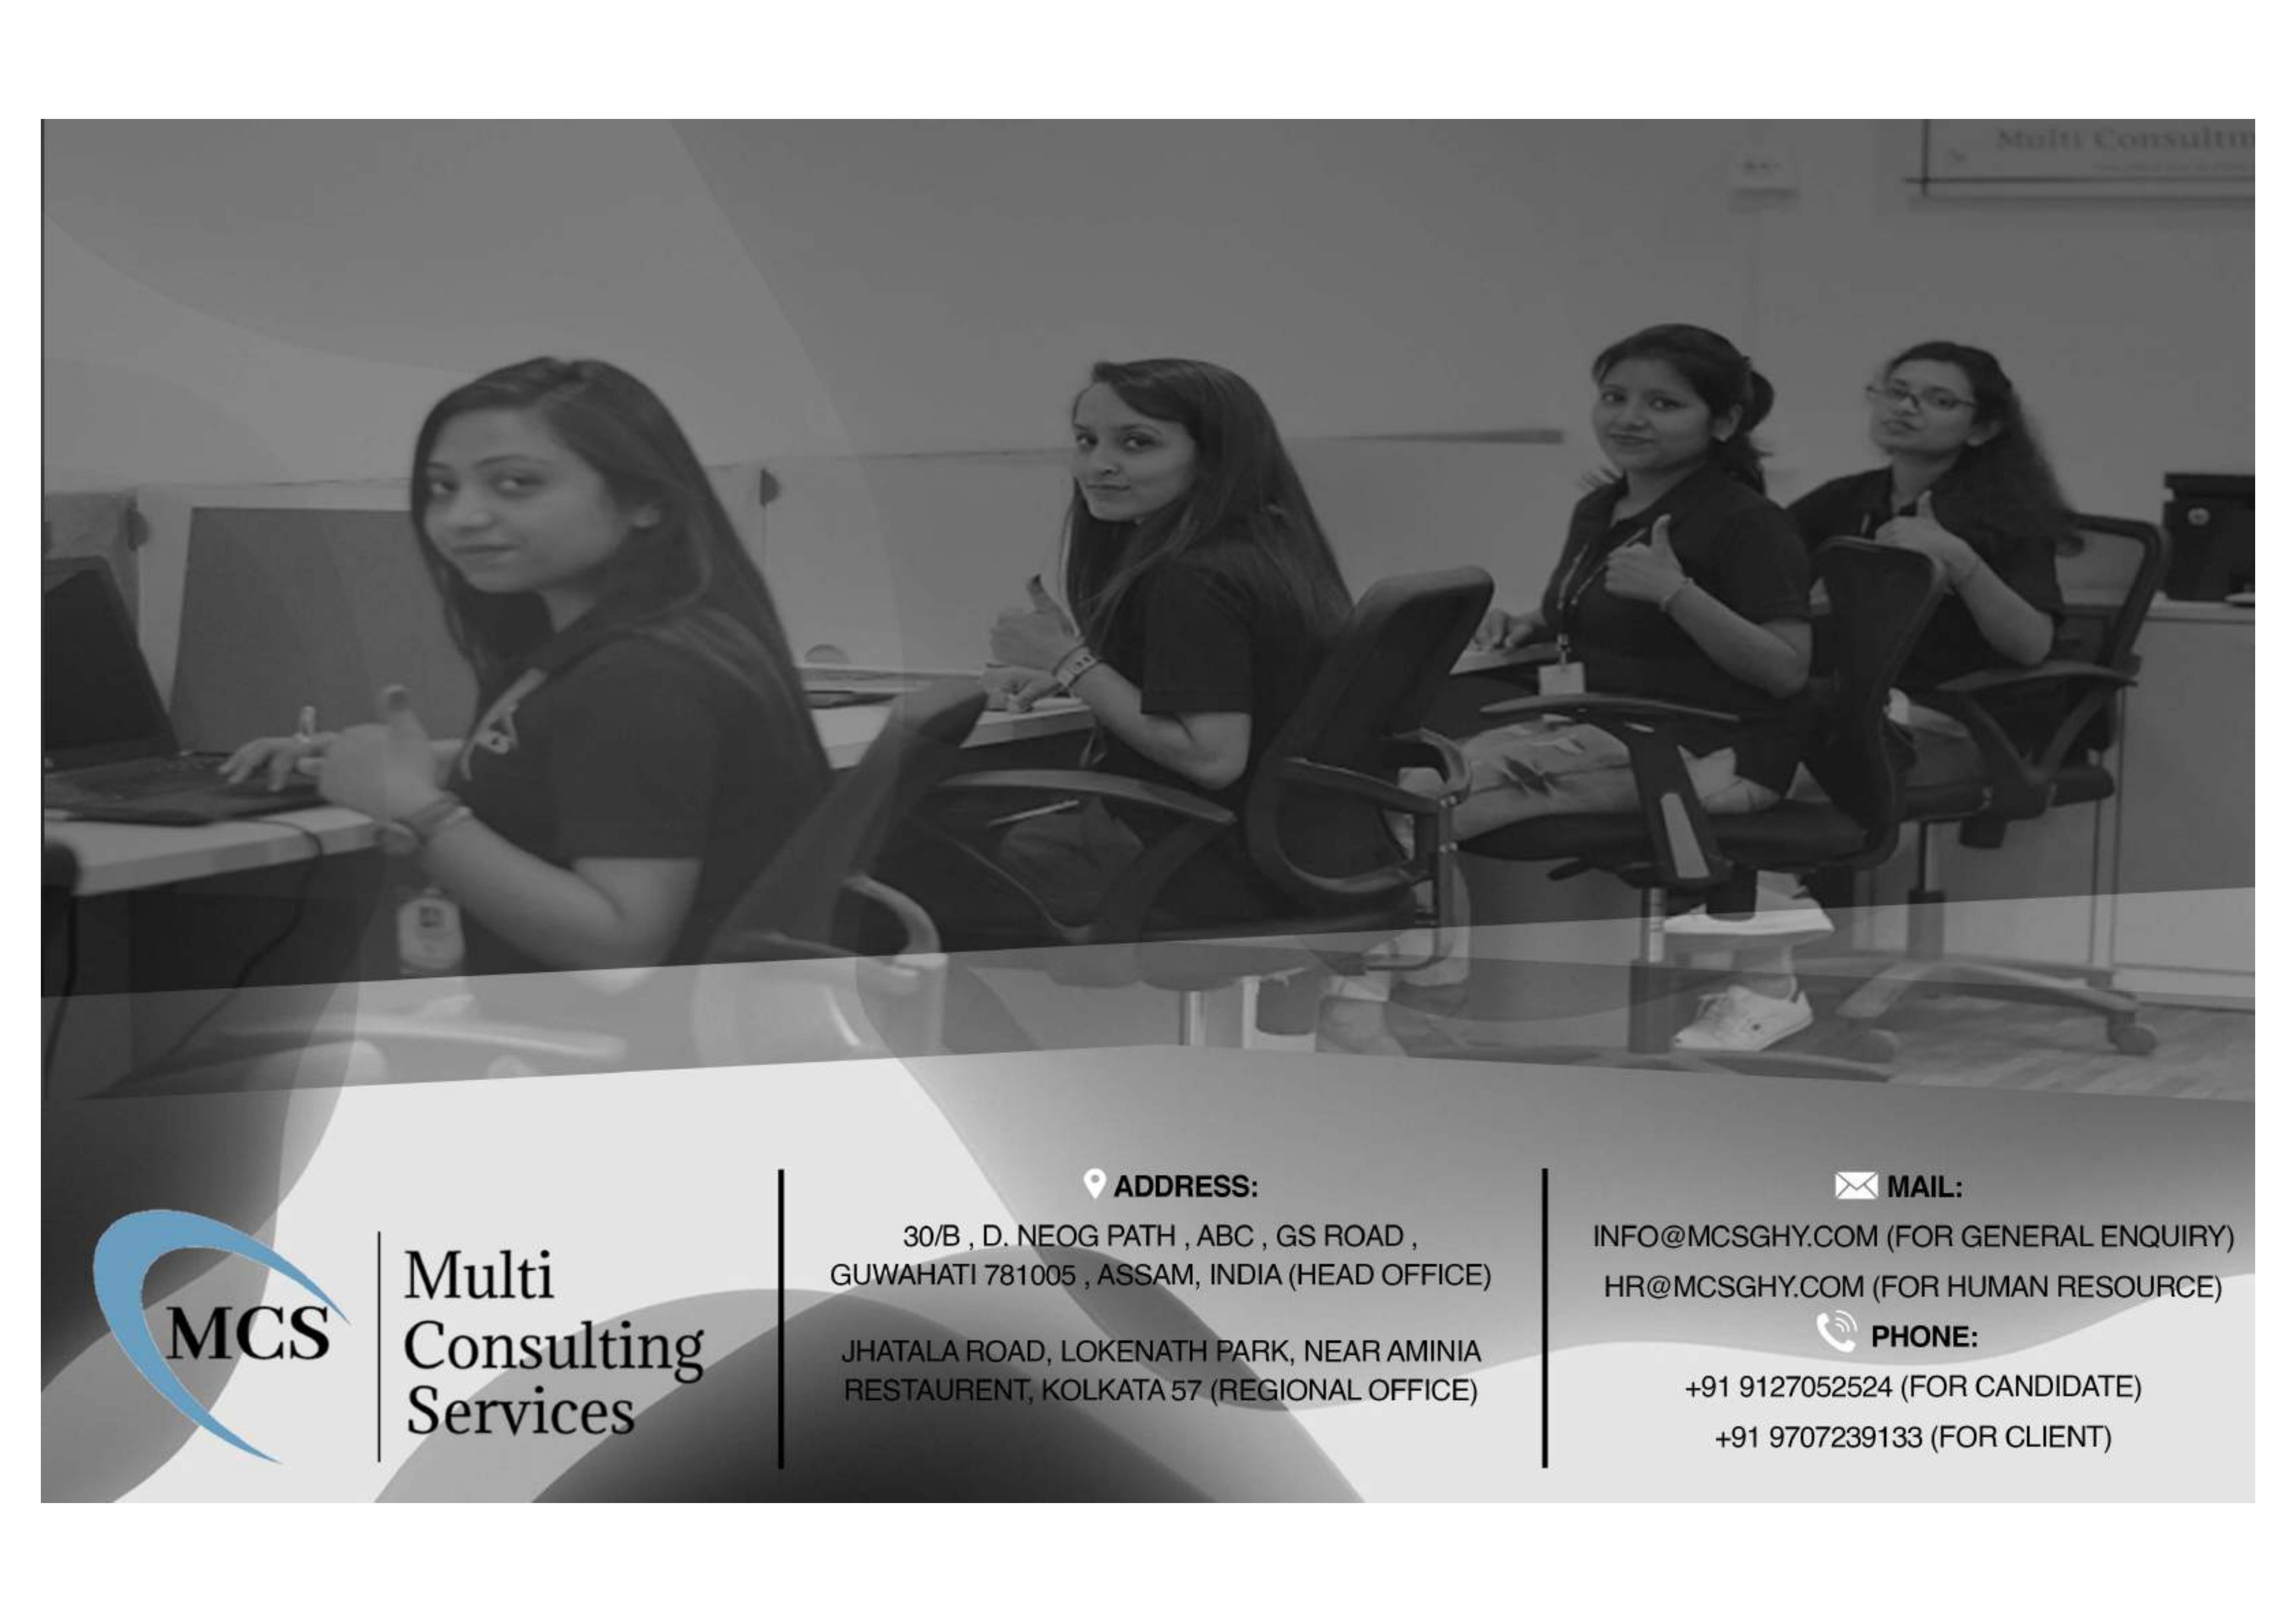 Multi Consultin
MCS
Multi
Consulting
Services
ADDRESS:
30/B , D. NEOG PATH , ABC , GS ROAD ,
GUWAHATI 781005 , ASSAM, INDIA (HEAD OFFICE)
JHATALA ROAD, LOKENATH PARK, NEAR AMINIA
RESTAURENT, KOLKATA 57 (REGIONAL OFFICE)
MAIL:
INFO@MCSGHY.COM (FOR GENERAL ENQUIRY)
HR@MCSGHY.COM (FOR HUMAN RESOURCE)
PHONE:
+91 9127052524 (FOR CANDIDATE)
+91 9707239133 (FOR CLIENT)